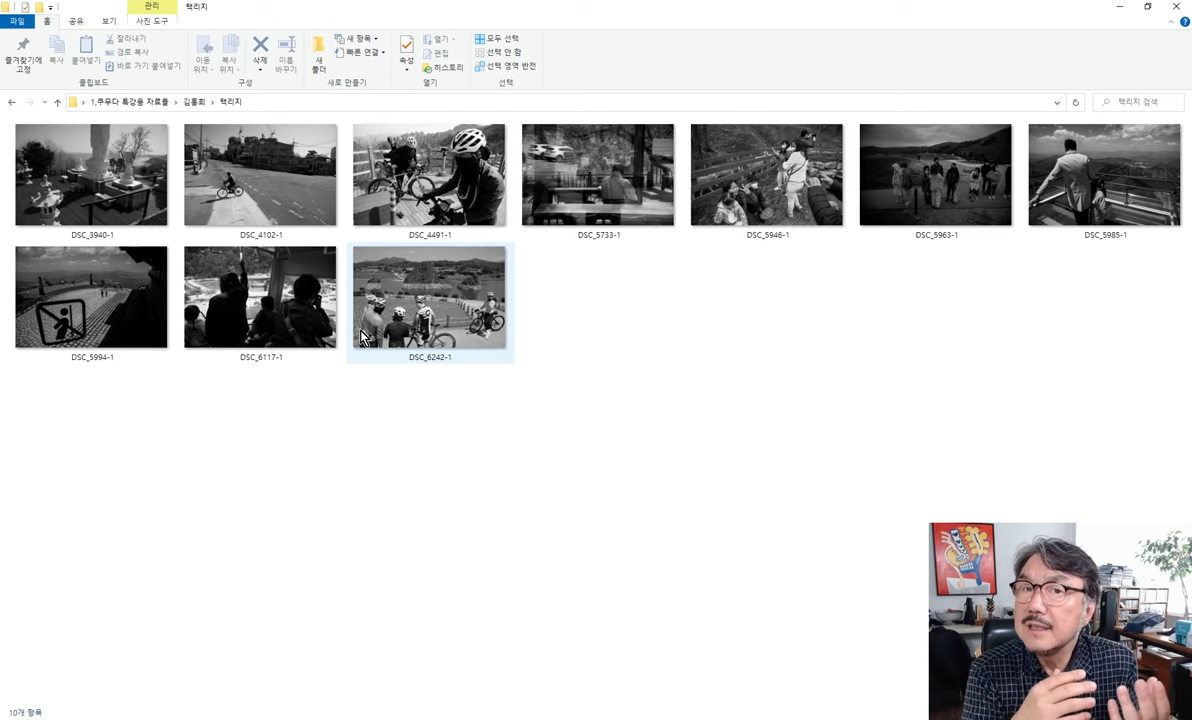 관리
택리지
파일
홈
공유
보기
사진 도구
즐겨찾기에
고정
복사
붙여넣기
잘라내기
경로 복사
바로 가기 붙여넣기
클립보드
이동
위치
복사
위치
삭제
이름
바꾸기
구성
새
폴더
새 항목
빠른 연결
새로 만들기
속성
열기
편집
히스토리
열기
모두 선택
선택 안 함
선택 영역 반전
선택
1,쿠우다 특강용 자료들 › 김홍희 › 택리지
택리지 검색
DSC_3940-1
DSC_4102-1
DSC_4491-1
DSC_5733-1
DSC_5946-1
DSC_5963-1
DSC_5985-1
DSC_5994-1
DSC_6117-1
DSC_6242-1
10개 항목